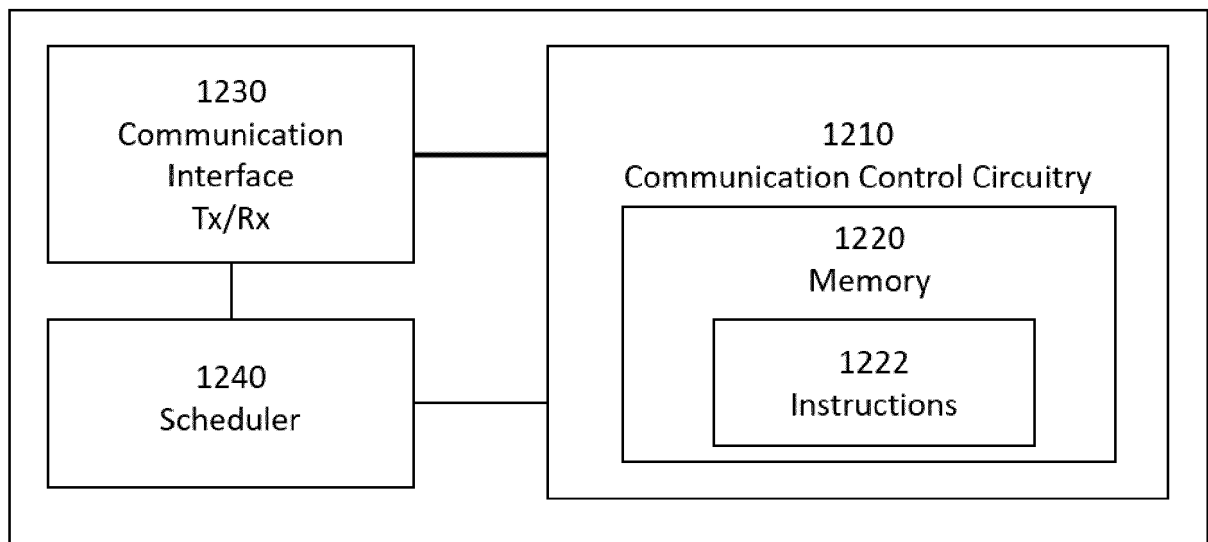 1230
Communication
Interface
Tx/Rx
1240
Scheduler
1210
Communication Control Circuitry
1220
Memory
1222
Instructions